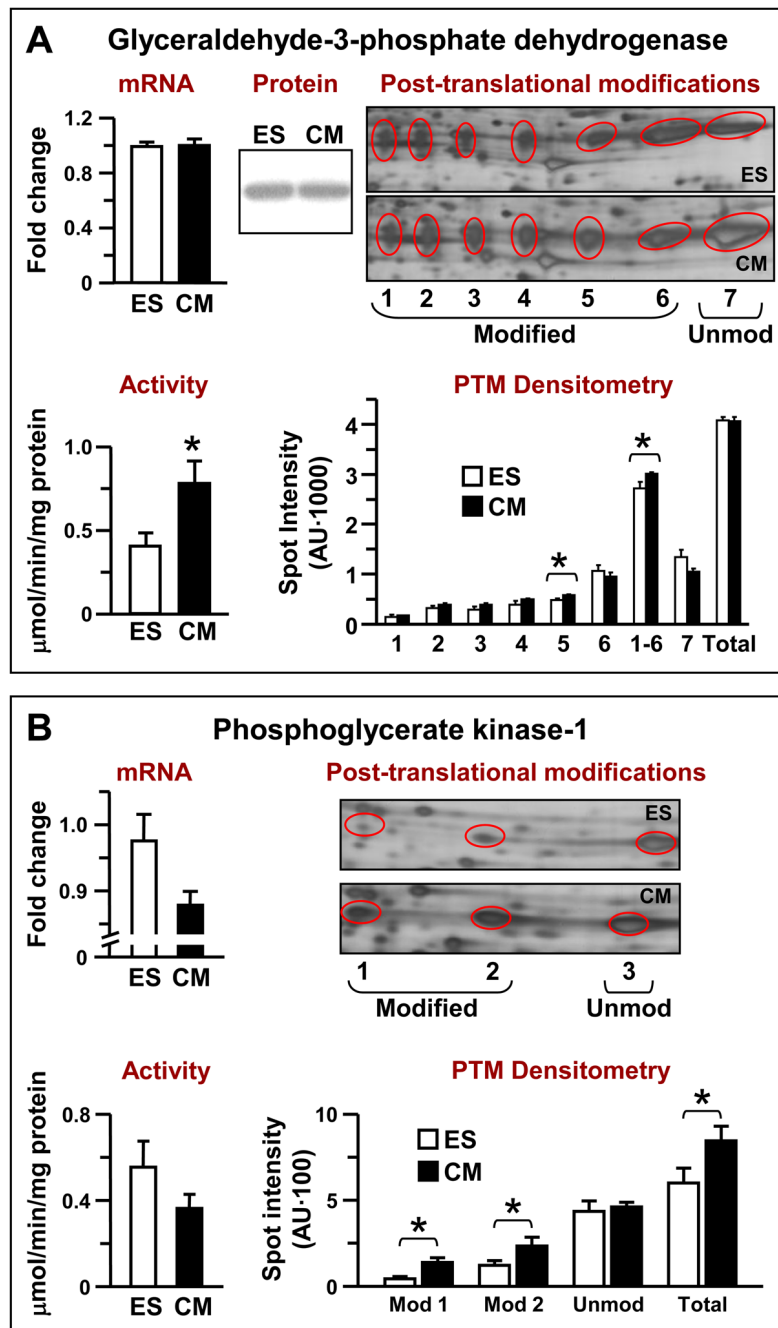 A Glyceraldehyde-3-phosphate dehydrogenase
mRNA Protein Post-translational modifications
Fold change
1.2
0.8
0.4
0
ES CM
ES CM
ES
CM
1 2 3 4 5 6 7
Modified Unmod
Activity PTM Densitometry
μmol/min/mg protein
1.0
0.5
0
*
ES CM
Spot Intensity
(AU·1000)
4
3
2
1
0
ES
CM
* *
1 2 3 4 5 6 1-6 7 Total
B Phosphoglycerate kinase-1
mRNA Post-translational modifications
Fold change
1.0
0.9
0
ES CM
ES
CM
1 2 3
Modified Unmod
Activity PTM Densitometry
μmol/min/mg protein
0.8
0.4
0
ES CM
Spot intensity
(AU·100)
10
5
0
ES
CM
* * *
Mod 1 Mod 2 Unmod Total